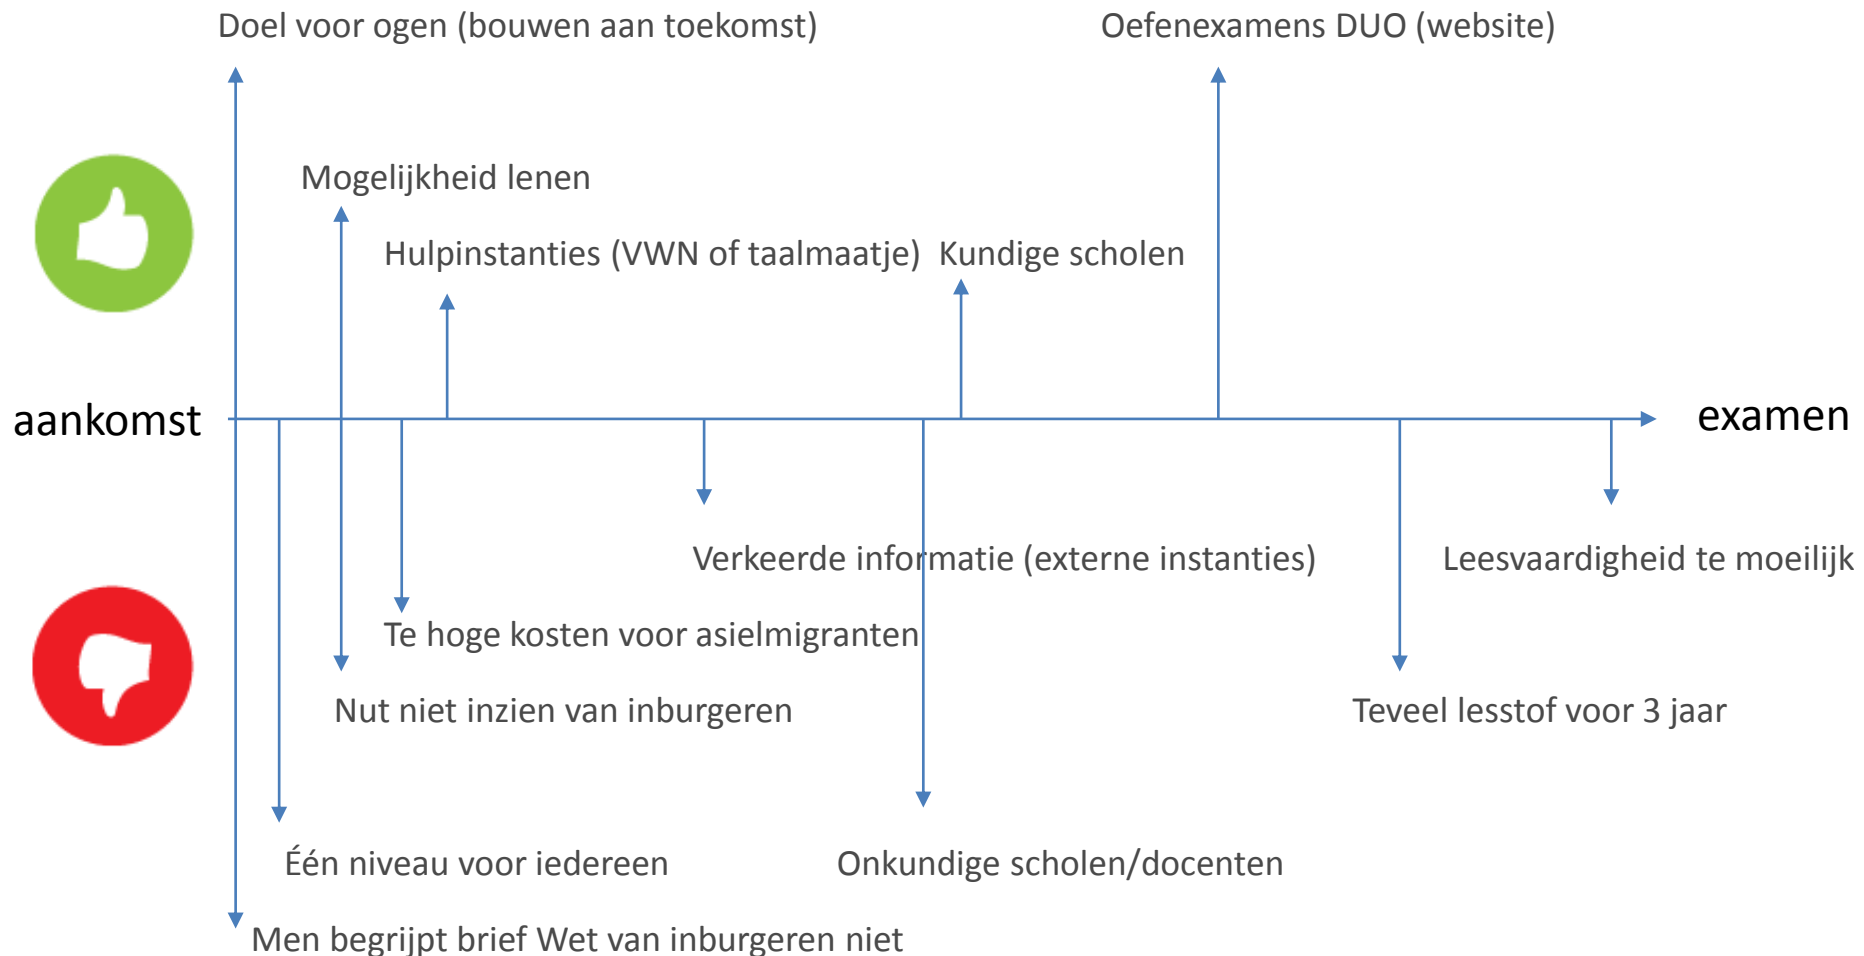 Doel voor ogen (bouwen aan toekomst)
Oefenexamens DUO (website)
Mogelijkheid lenen
Hulpinstanties (VWN of taalmaatje)
Kundige scholen
aankomst
examen
Verkeerde informatie (externe instanties)
Leesvaardigheid te moeilijk
Te hoge kosten voor asielmigranten
Nut niet inzien van inburgeren
Teveel lesstof voor 3 jaar
Één niveau voor iedereen
Onkundige scholen/docenten
Men begrijpt brief Wet van inburgeren niet